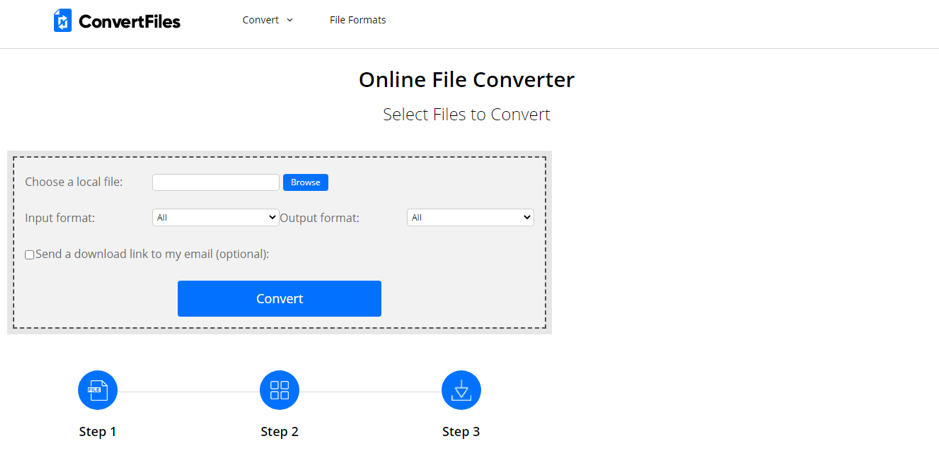 ConvertFiles Convert File Formats
Online File Converter
Select Files to Convert
Choose a local file: Browse
Input format: All Output format: All
Send a download link to my email (optional):
Convert
FILE
Step 1 Step 2 Step 3